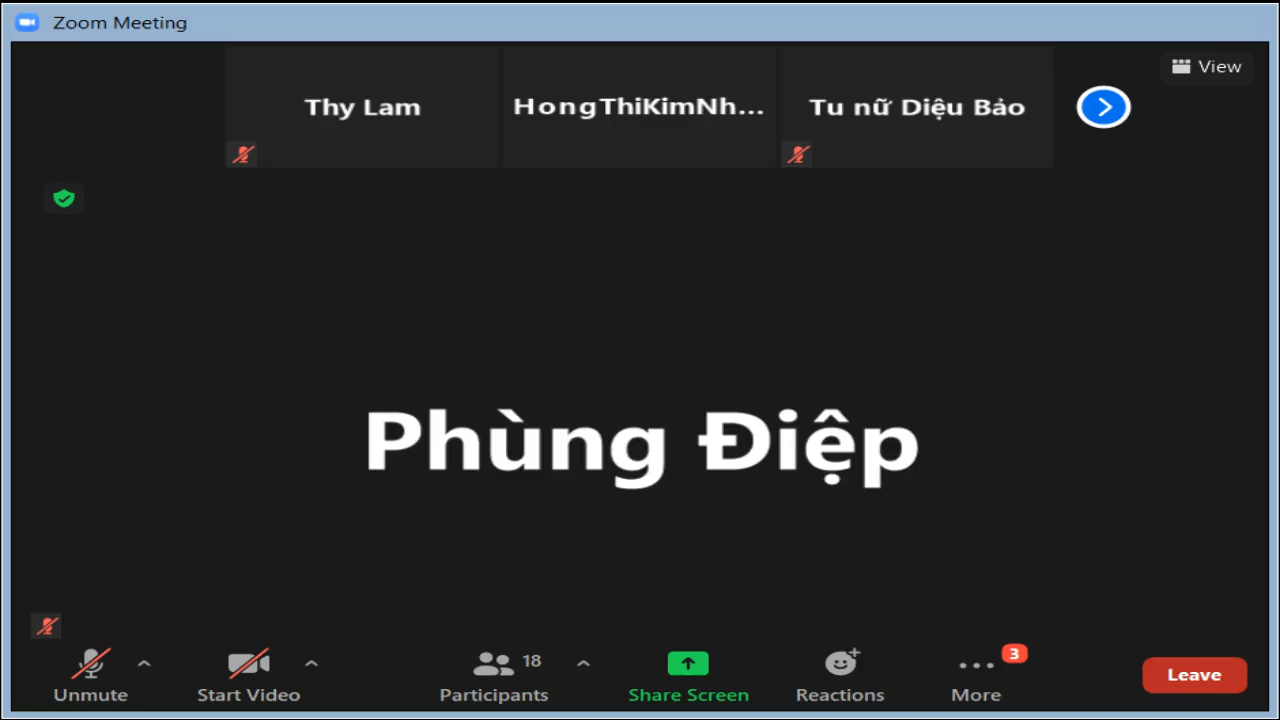 Zoom Meeting
View
Thy Lam
HongThiKimNh...
Tu nữ Diệu Bảo
Phùng Điệp
18
3
Unmute
Start Video
Participants
Share Screen
Reactions
More
Leave